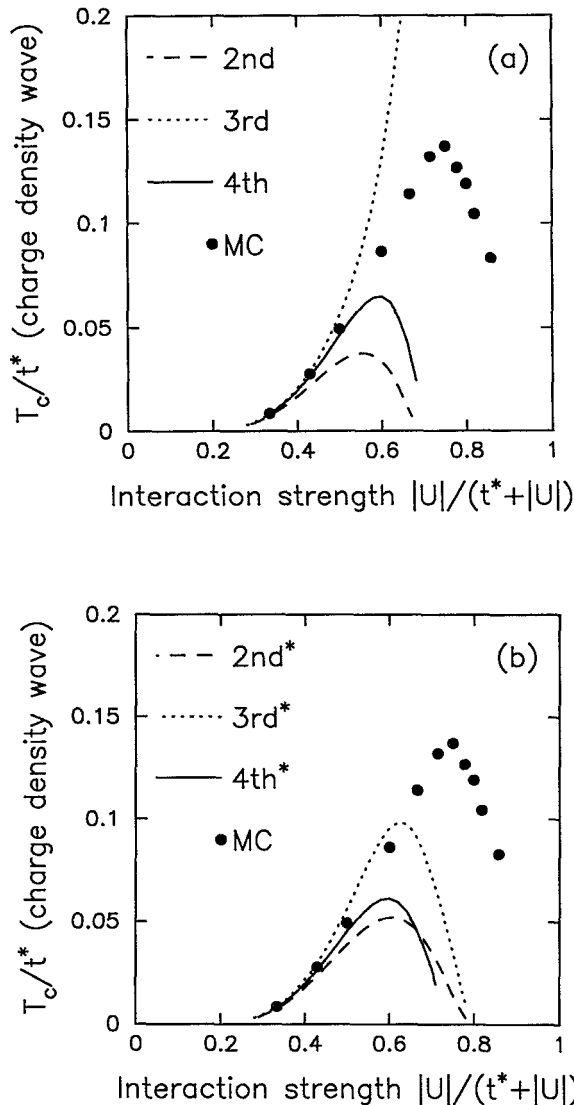 0.2
0.15
0.1
0.05
0
T_c/t* (charge density wave)
2nd
3rd
4th
MC
(a)
0 0.2 0.4 0.6 0.8 1
Interaction strength |U|/(t*+|U|)
0.2
0.15
0.1
0.05
0
T_c/t* (charge density wave)
2nd*
3rd*
4th*
MC
(b)
0 0.2 0.4 0.6 0.8 1
Interaction strength |U|/(t*+|U|)